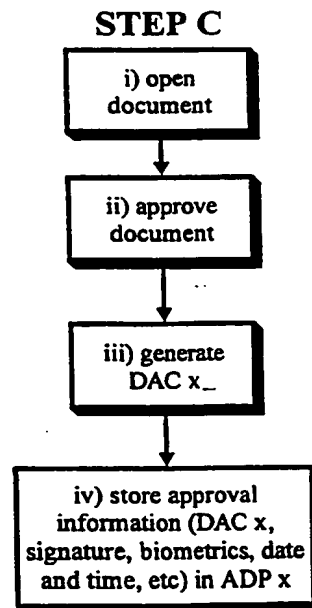 STEP C
i) open
document
ii) approve
document
iii) generate
DAC x_
iv) store approval
information (DAC x,
signature, biometrics, date
and time, etc) in ADP x